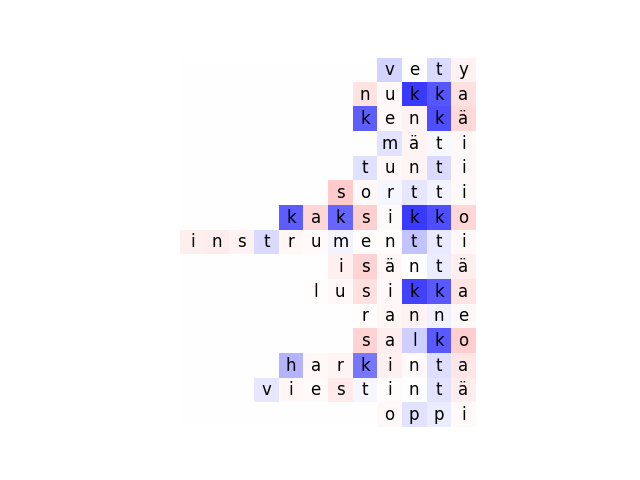 vety
nukka
kenkä
mäti
tunti
sortti
kaksikko
instrumentti
isäntä
lusikka
ranne
salko
harkinta
viestintä
oppi